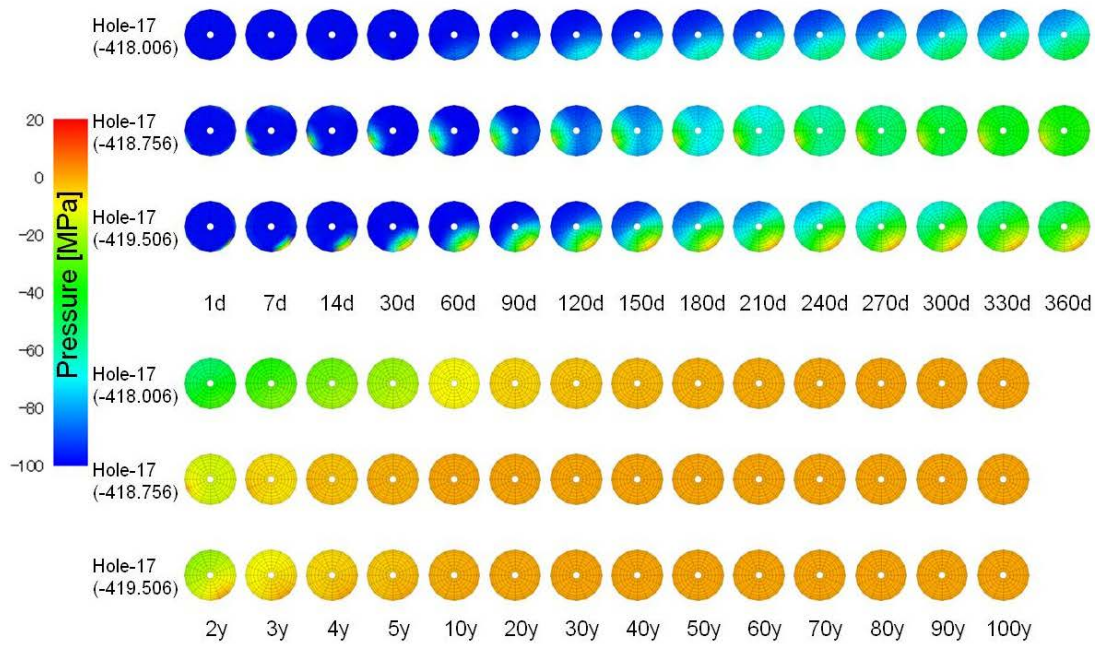 Hole-17
(-418.006)
20
0
-20
-40
-60
-80
-100
Pressure [MPa]
Hole-17
(-418.756)
Hole-17
(-419.506)
1d 7d 14d 30d 60d 90d 120d 150d 180d 210d 240d 270d 300d 330d 360d
Hole-17
(-418.006)
Hole-17
(-418.756)
Hole-17
(-419.506)
2y 3y 4y 5y 10y 20y 30y 40y 50y 60y 70y 80y 90y 100y